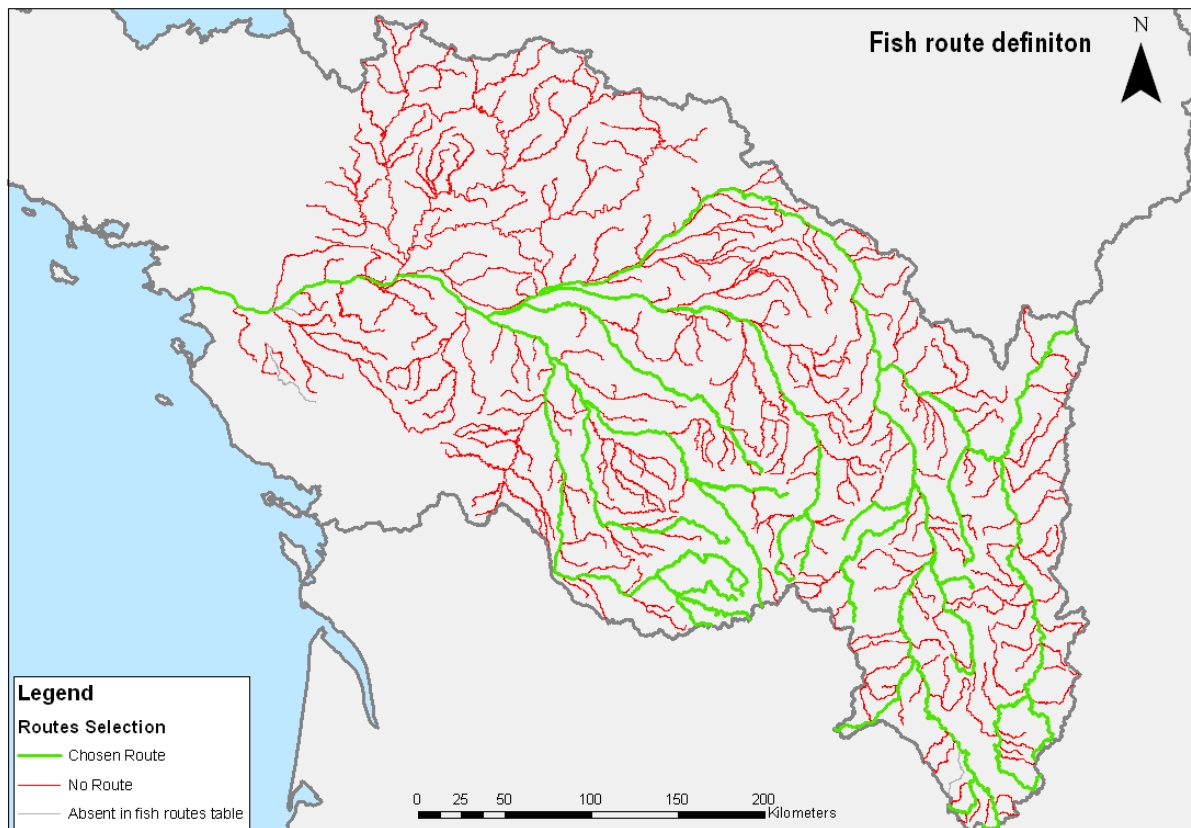 Fish route definiton
N
Legend
Routes Selection
Chosen Route
No Route
Absent in fish routes table
0 25 50 100 150 200
Kilometers